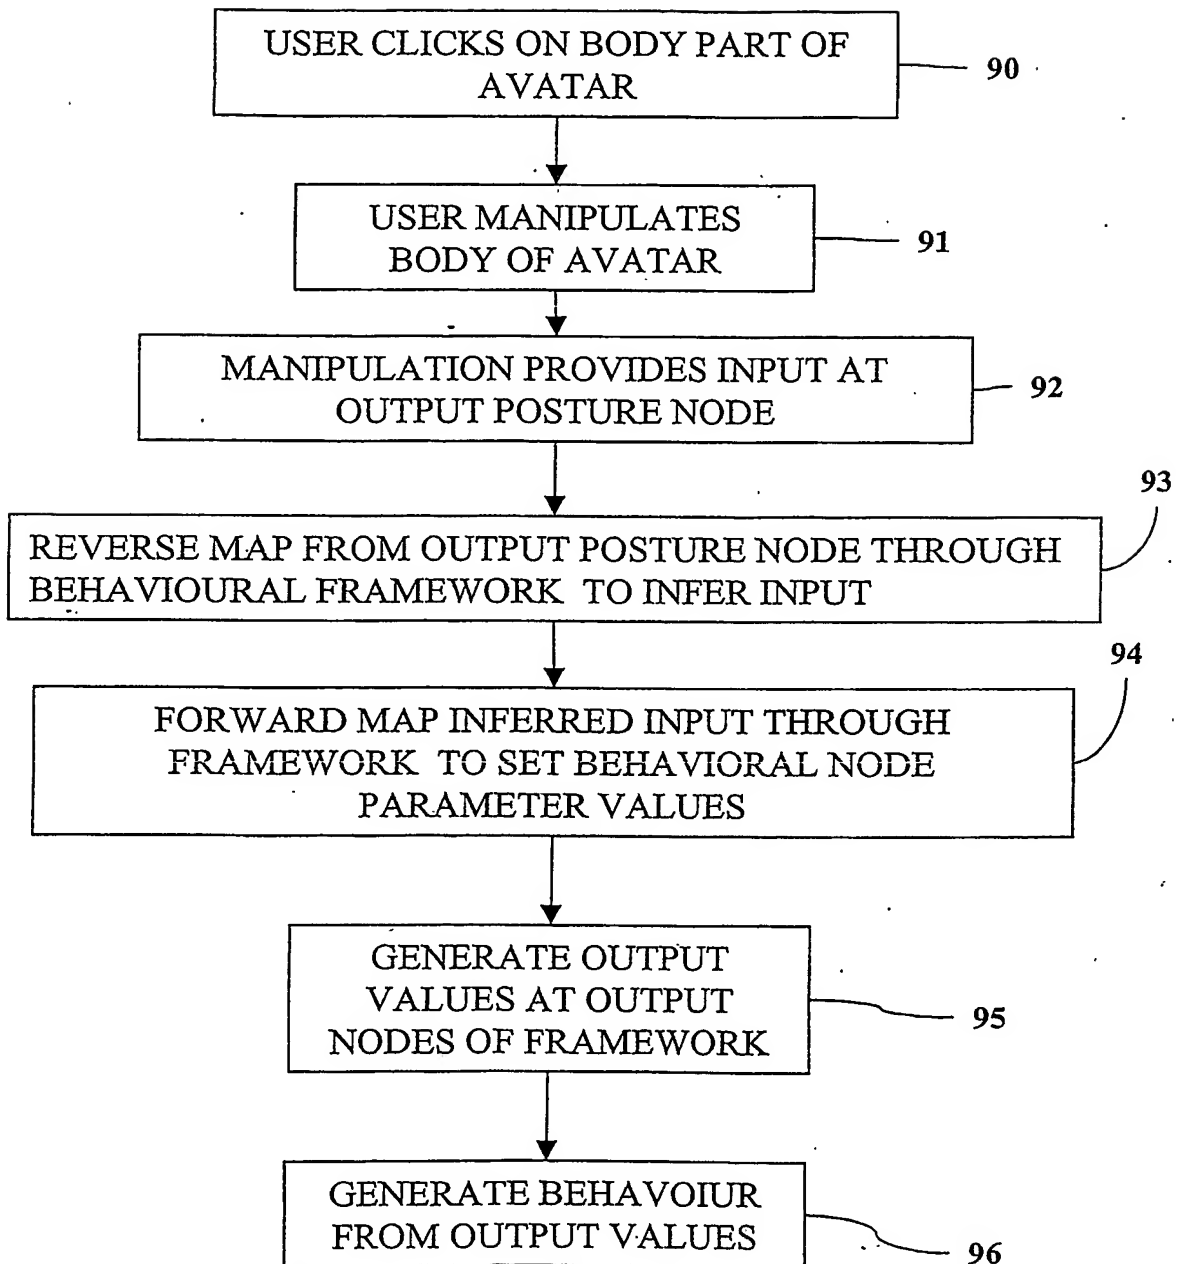 USER CLICKS ON BODY PART OF
AVATAR
90
USER MANIPULATES
BODY OF AVATAR
91
MANIPULATION PROVIDES INPUT AT
OUTPUT POSTURE NODE
92
93
REVERSE MAP FROM OUTPUT POSTURE NODE THROUGH
BEHAVIOURAL FRAMEWORK TO INFER INPUT
94
FORWARD MAP INFERRED INPUT THROUGH
FRAMEWORK TO SET BEHAVIORAL NODE
PARAMETER VALUES
GENERATE OUTPUT
VALUES AT OUTPUT
NODES OF FRAMEWORK
95
GENERATE BEHAVOIUR
FROM OUTPUT VALUES
96